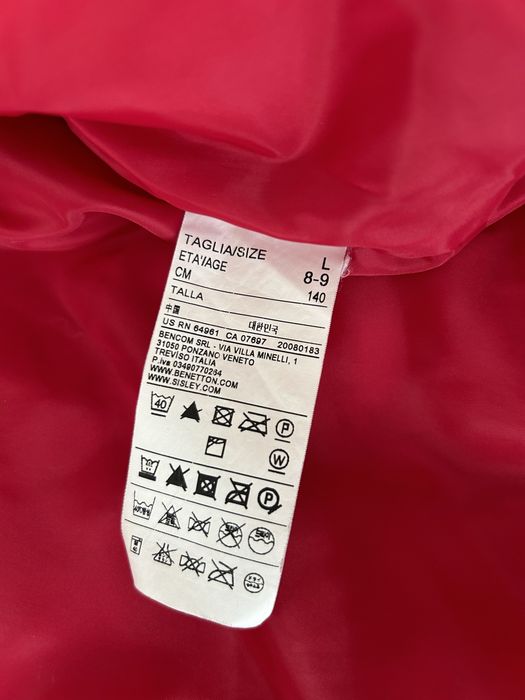 TAGLIA/SIZE L
ETA'/AGE 8-9
CM 140
TALLA
中国 대한민국
US RN 64961 CA 07697 20080183
BENCOM SRL - VIA VILLA MINELLI, 1
31050 PONZANO VENETO
TREVISO ITALIA
P.iva 03490770264
WWW.BENETTON.COM
WWW.SISLEY.COM
40 P
W
P